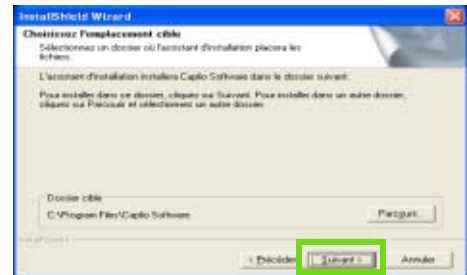 InstallShield Wizard
Choisissez l'emplacement cible
Sélectionnez un dossier où l'assistant d'installation placera les
fichiers.
L'assistant d'installation installera Caplio Software dans le dossier suivant.
Pour installer dans ce dossier, cliquez sur Suivant. Pour installer dans un autre dossier,
cliquez sur Parcourir et sélectionnez un autre dossier.
Dossier cible
C:\Program Files\Caplio Software
Parcourir...
InstallShield
< Précédent
Suivant >
Annuler